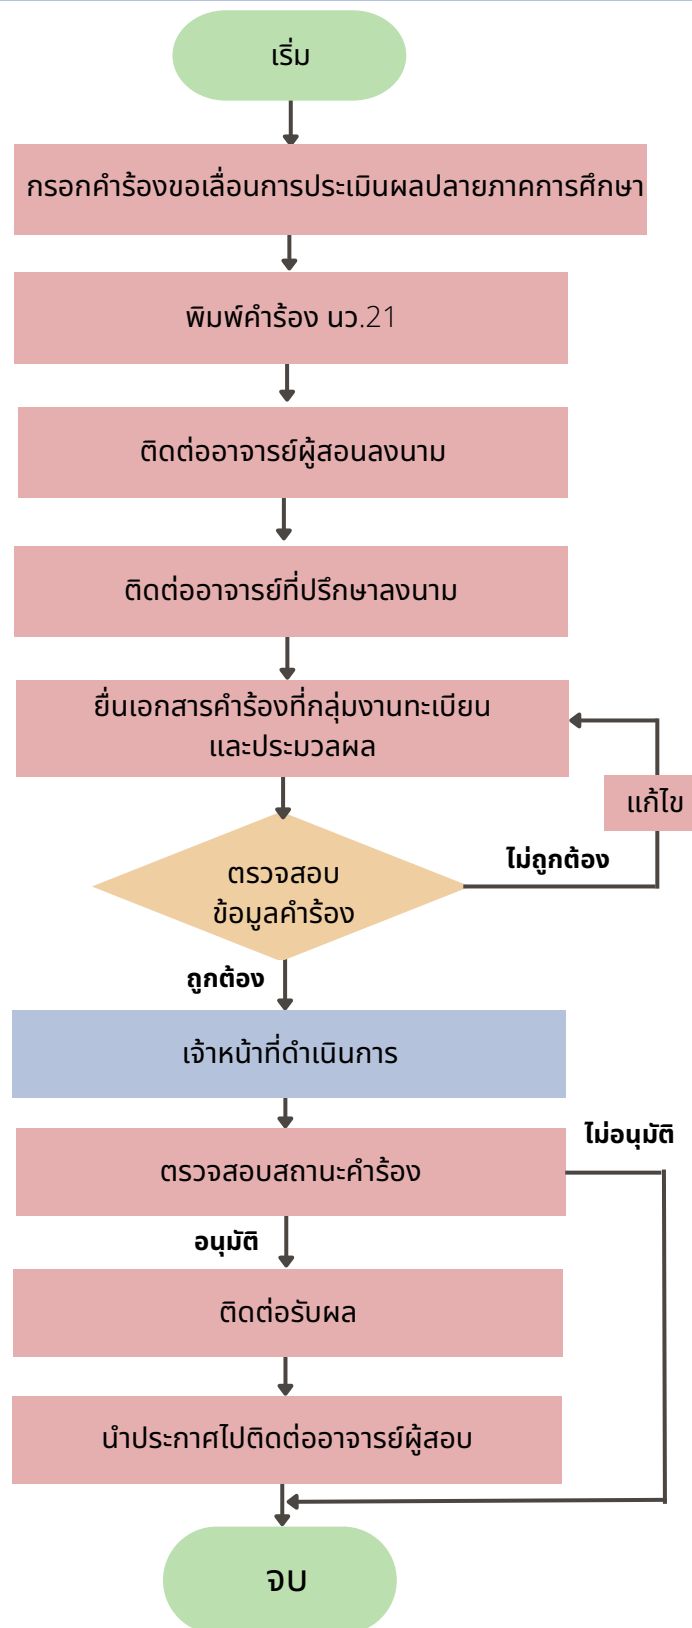 เริ่ม
กรอกคำร้องขอเลื่อนการประเมินผลปลายภาคการศึกษา
พิมพ์คำร้อง นว.21
ติดต่ออาจารย์ผู้สอนลงนาม
ติดต่ออาจารย์ที่ปรึกษาลงนาม
ยื่นเอกสารคำร้องที่กลุ่มงานทะเบียน
และประมวลผล
แก้ไข
ไม่ถูกต้อง
ตรวจสอบ
ข้อมูลคำร้อง
ถูกต้อง
เจ้าหน้าที่ดำเนินการ
ไม่อนุมัติ
ตรวจสอบสถานะคำร้อง
อนุมัติ
ติดต่อรับผล
นำประกาศไปติดต่ออาจารย์ผู้สอบ
จบ